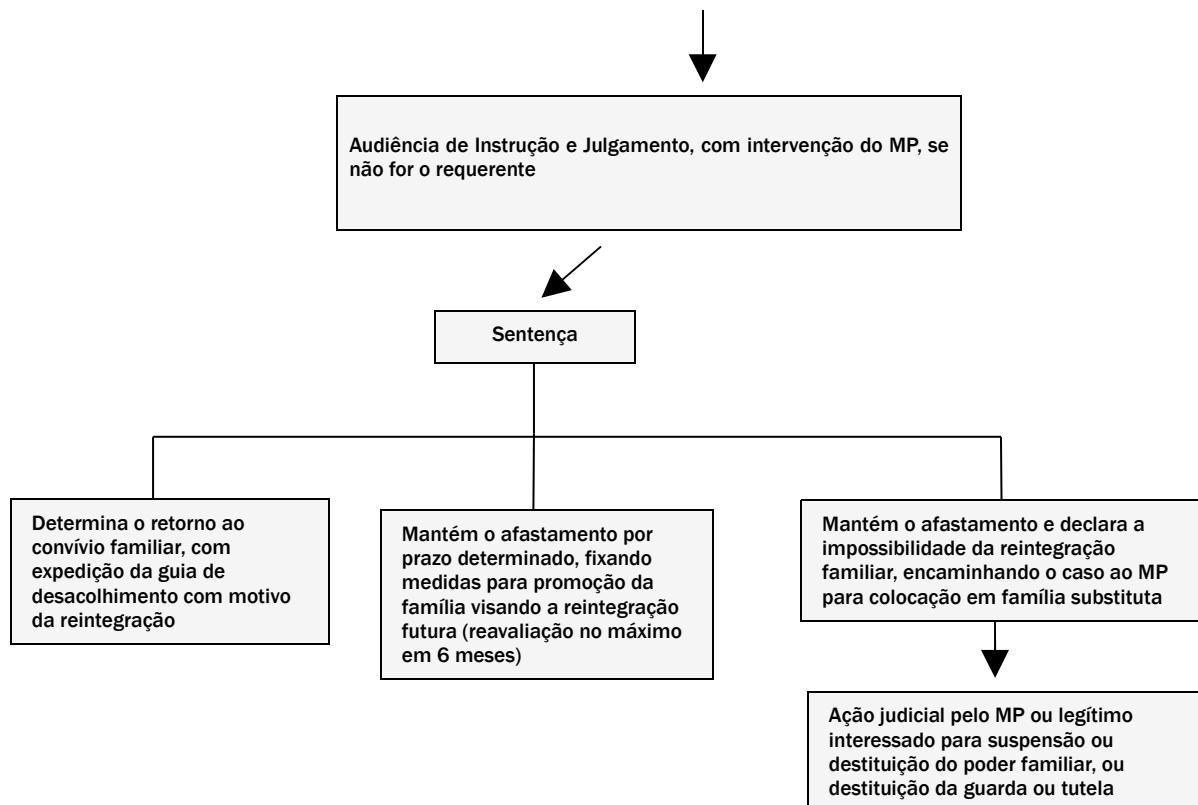 Audiência de Instrução e Julgamento, com intervenção do MP, se
não for o requerente
Sentença
Determina o retorno ao
convívio familiar, com
expedição da guia de
desacolhimento com motivo
da reintegração
Mantém o afastamento por
prazo determinado, fixando
medidas para promoção da
família visando a reintegração
futura (reavaliação no máximo
em 6 meses)
Mantém o afastamento e declara a
impossibilidade da reintegração
familiar, encaminhando o caso ao MP
para colocação em família substituta
Ação judicial pelo MP ou legítimo
interessado para suspensão ou
destituição do poder familiar, ou
destituição da guarda ou tutela